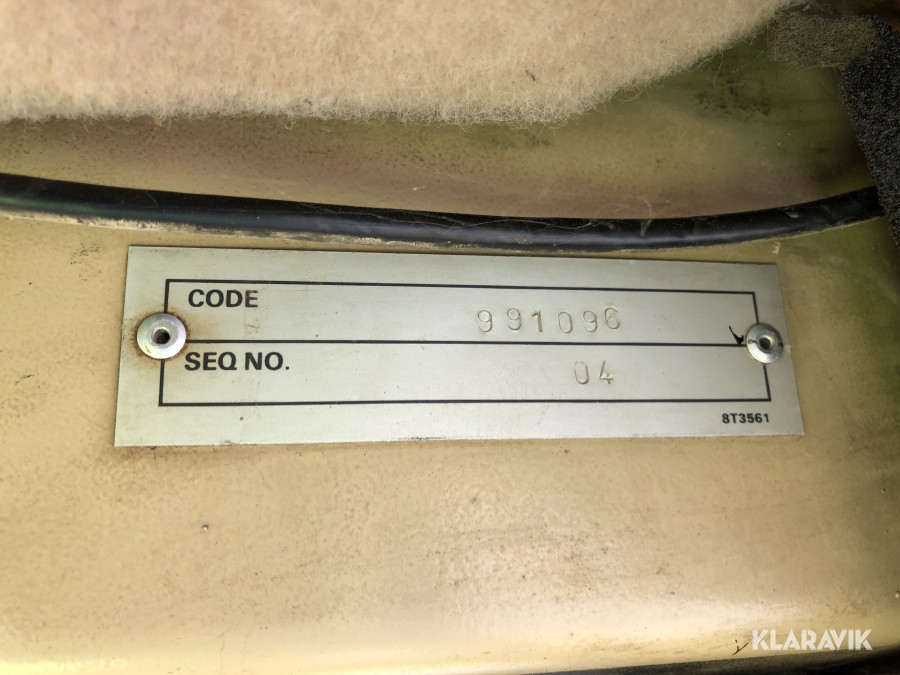 CODE 991096
SEQ NO. 04
8T3561
KLARAVIK